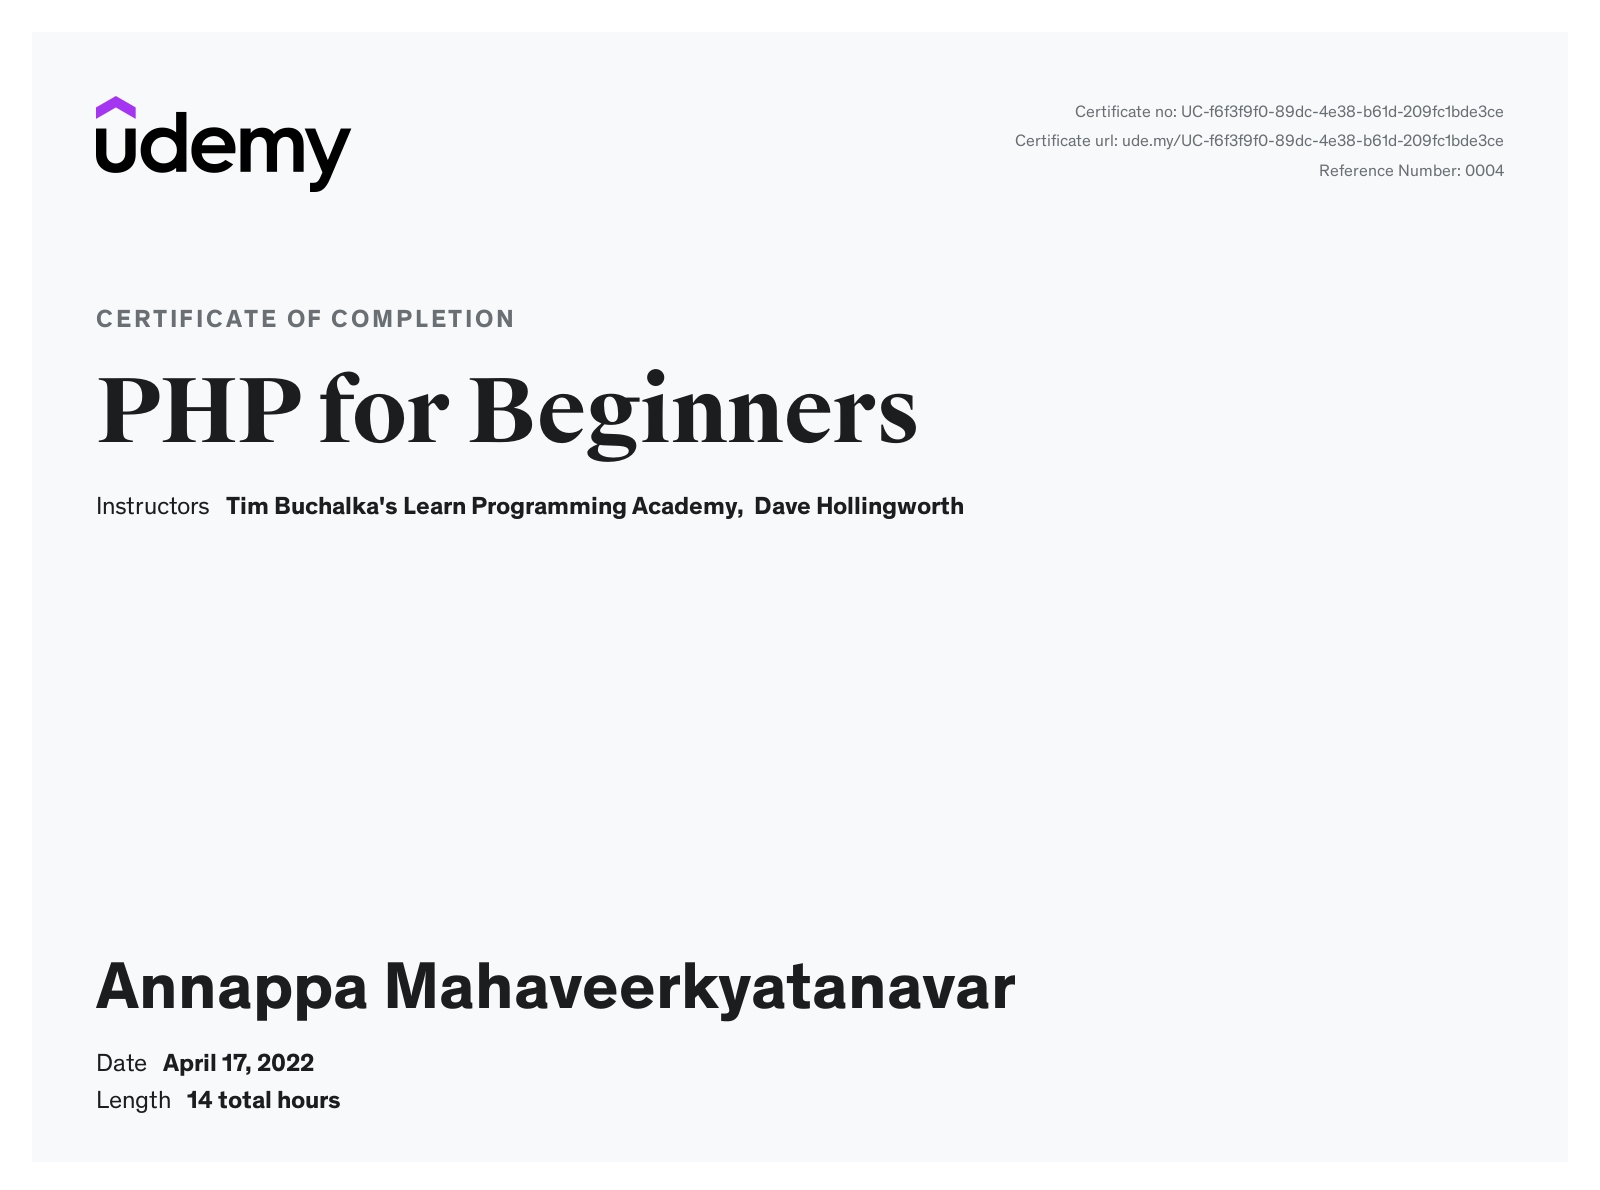 udemy
Certificate no: UC-f6f3f9f0-89dc-4e38-b61d-209fc1bde3ce
Certificate url: ude.my/UC-f6f3f9f0-89dc-4e38-b61d-209fc1bde3ce
Reference Number: 0004
CERTIFICATE OF COMPLETION
PHP for Beginners
Instructors Tim Buchalka's Learn Programming Academy, Dave Hollingworth
Annappa Mahaveerkyatanavar
Date April 17, 2022
Length 14 total hours